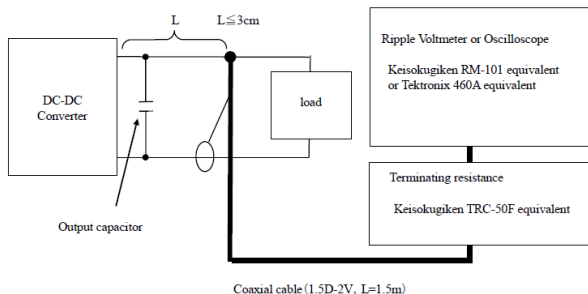 L
L≦3cm
DC-DC
Converter
load
Output capacitor
Ripple Voltmeter or Oscilloscope
Keisokugiken RM-101 equivalent
or Tektronix 460A equivalent
Terminating resistance
Keisokugiken TRC-50F equivalent
Coaxial cable (1.5D-2V, L=1.5m)